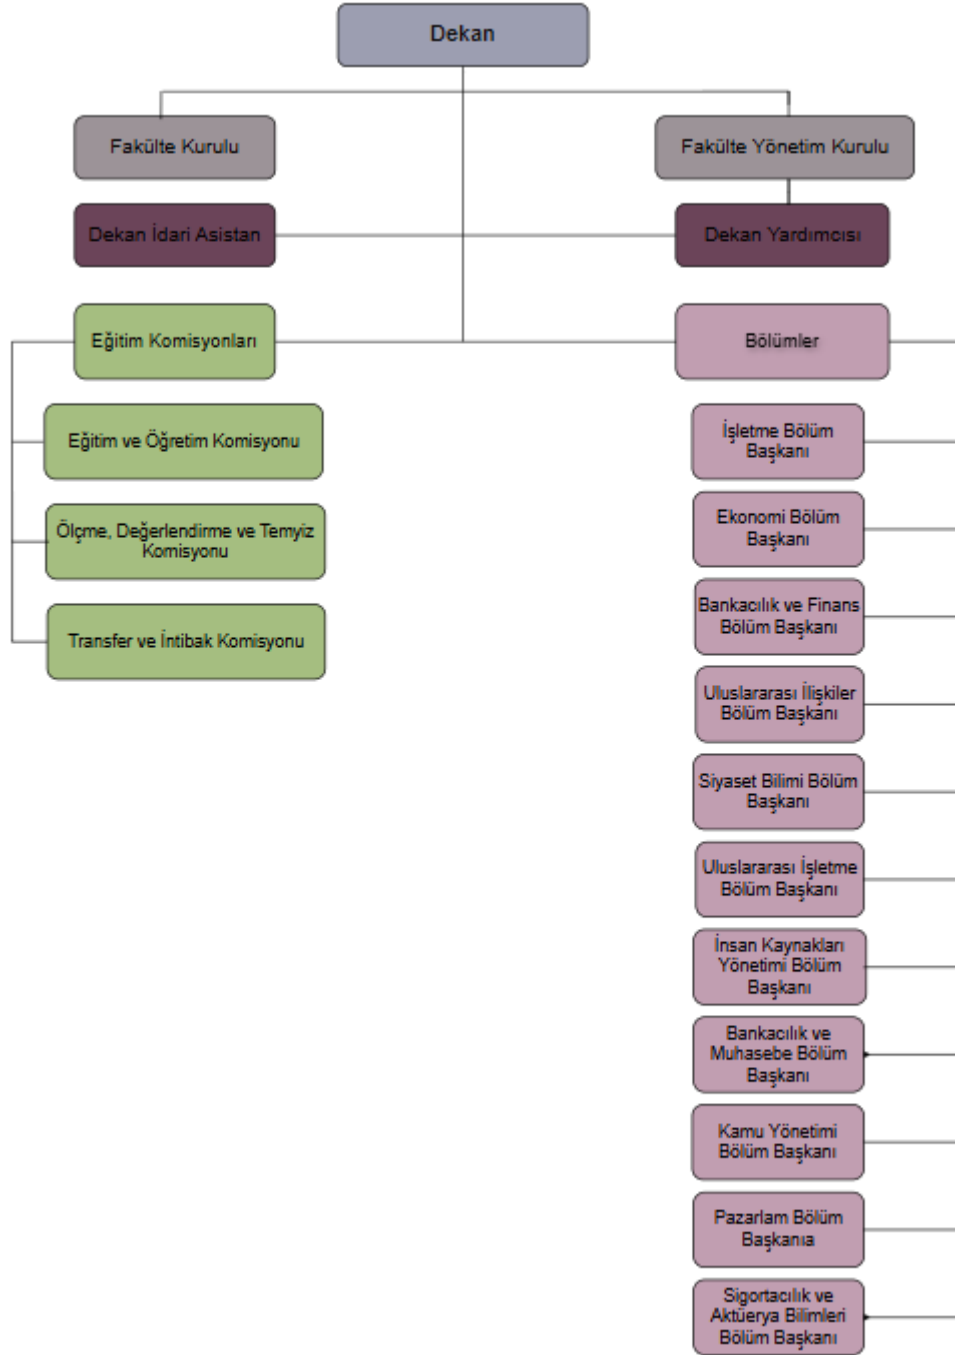 Dekan
Fakülte Kurulu
Fakülte Yönetim Kurulu
Dekan İdari Asistan
Dekan Yardımcısı
Eğitim Komisyonları
Bölümler
Eğitim ve Öğretim Komisyonu
Ölçme, Değerlendirme ve Temyiz
Komisyonu
Transfer ve İntibak Komisyonu
İşletme Bölüm
Başkanı
Ekonomi Bölüm
Başkanı
Bankacılık ve Finans
Bölüm Başkanı
Uluslararası İlişkiler
Bölüm Başkanı
Siyaset Bilimi Bölüm
Başkanı
Uluslararası İşletme
Bölüm Başkanı
İnsan Kaynakları
Yönetimi Bölüm
Başkanı
Bankacılık ve
Muhasebe Bölüm
Başkanı
Kamu Yönetimi
Bölüm Başkanı
Pazarlam Bölüm
Başkanıa
Sigortacılık ve
Aktüerya Bilimleri
Bölüm Başkanı